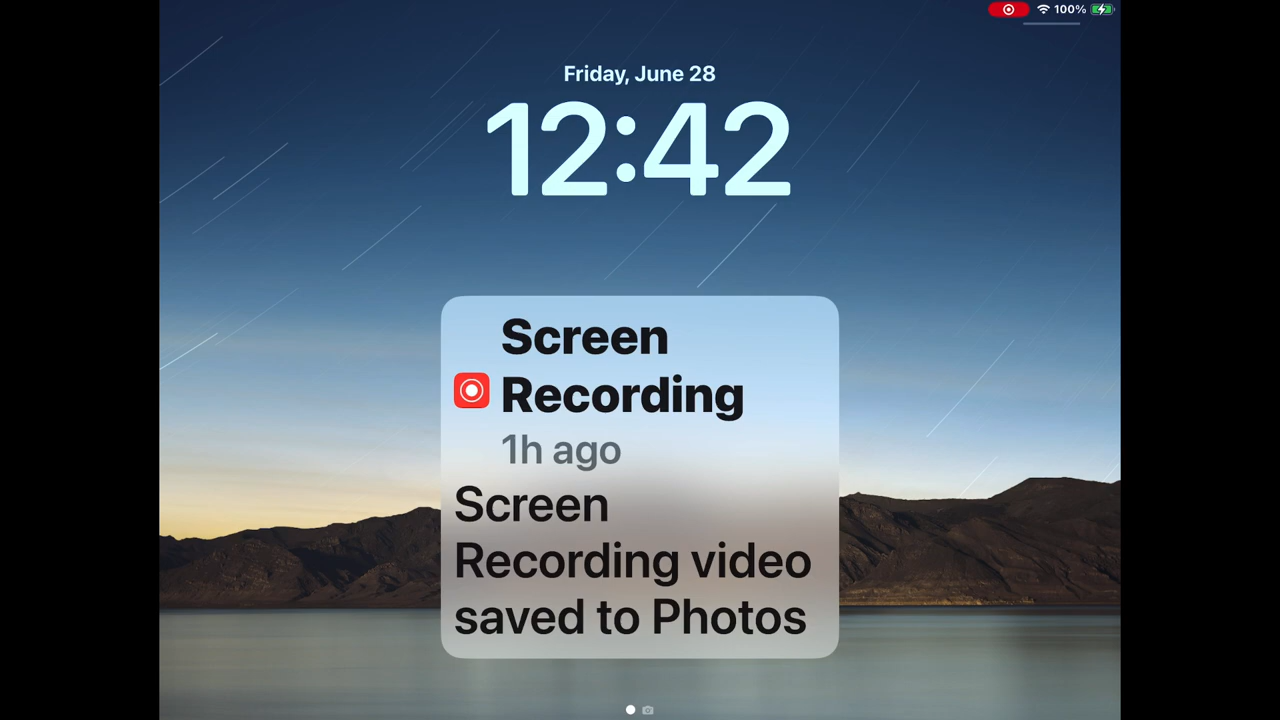 100%
Friday, June 28
12:42
Screen
Recording
1h ago
Screen
Recording video
saved to Photos